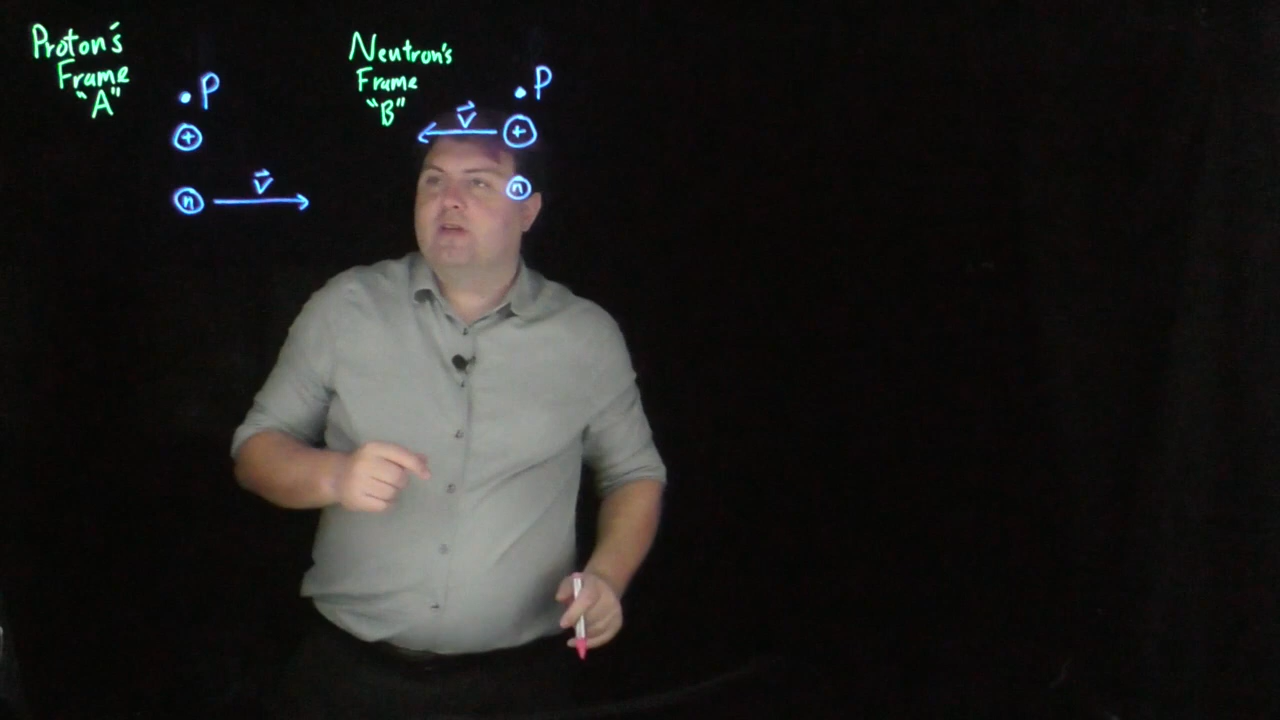 Proton's
Frame
"A"
• P
+
n
v⃗
Neutron's
Frame
"B"
• P
v⃗
+
n